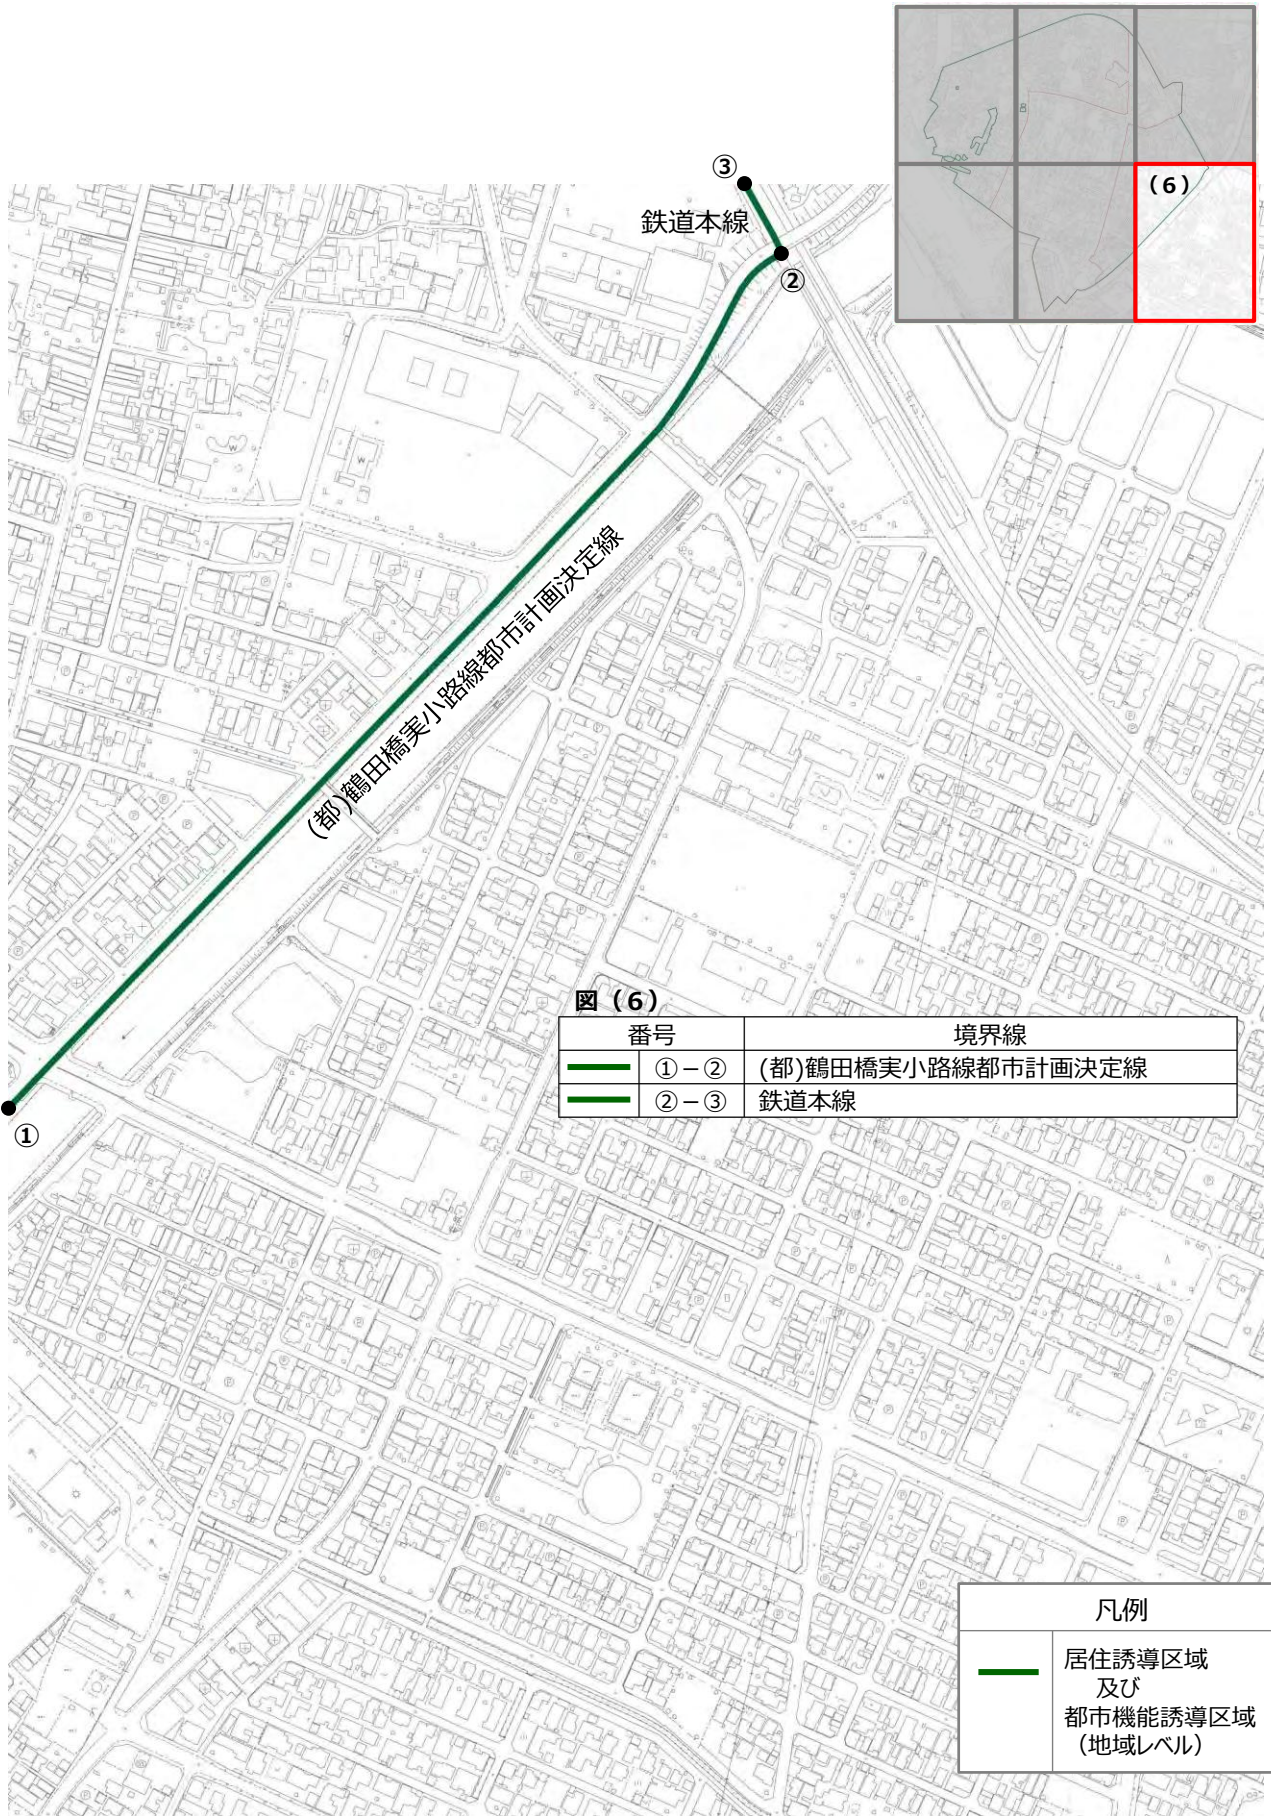 (6)
③
鉄道本線
②
(都)鶴田橋実小路線都市計画決定線
①
図(6)
番号 境界線
①－② (都)鶴田橋実小路線都市計画決定線
②－③ 鉄道本線
凡例
居住誘導区域
及び
都市機能誘導区域
(地域レベル)